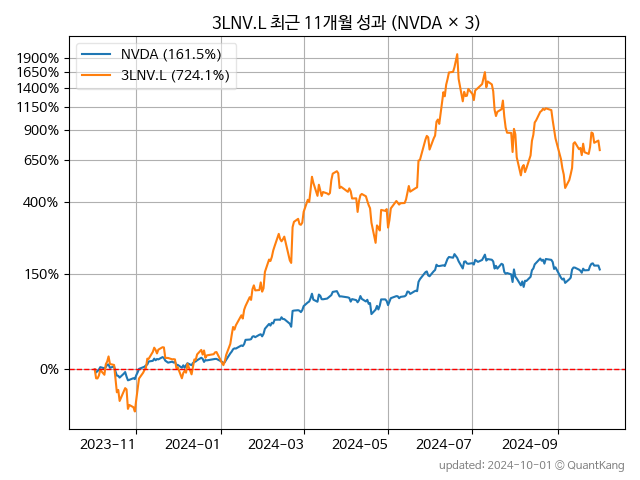 3LNV.L 최근 11개월 성과 (NVDA × 3)
NVDA (161.5%)
3LNV.L (724.1%)
1900%
1650%
1400%
1150%
900%
650%
400%
150%
0%
2023-11 2024-01 2024-03 2024-05 2024-07 2024-09
updated: 2024-10-01 © QuantKang